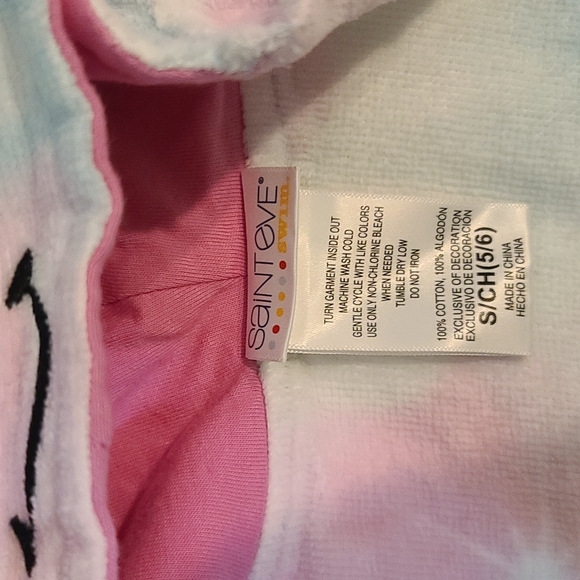 SAINT EVE®
SWIM™
TURN GARMENT INSIDE OUT
MACHINE WASH COLD
GENTLE CYCLE WITH LIKE COLORS
USE ONLY NON-CHLORINE BLEACH
WHEN NEEDED
TUMBLE DRY LOW
DO NOT IRON
100% COTTON, 100% ALGODÓN
EXCLUSIVE OF DECORATION
EXCLUSIVO DE DECORACIÓN
S/CH(5/6)
MADE IN CHINA
HECHO EN CHINA